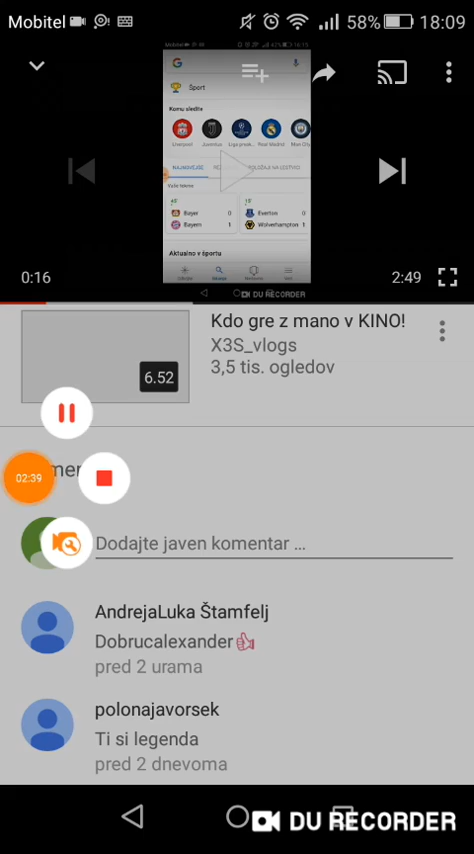 Mobitel 58% 18:09
Sport
Komu sledite
Liverpool Juventus Real Madrid Man City
NAJNOVEJŠE
Bayer 0 Everton 0
Bayern 1 Wolverhampton 1
Aktualno v športu
0:16 2:49
DU RECORDER
Kdo gre z mano v KINO!
X3S_vlogs
3,5 tis. ogledov
6.52
02:39
Dodajte javen komentar ...
AndrejaLuka Štamfelj
Dobrucalexander👍
pred 2 urama
polonajavorsek
Ti si legenda
pred 2 dnevoma
DU RECORDER